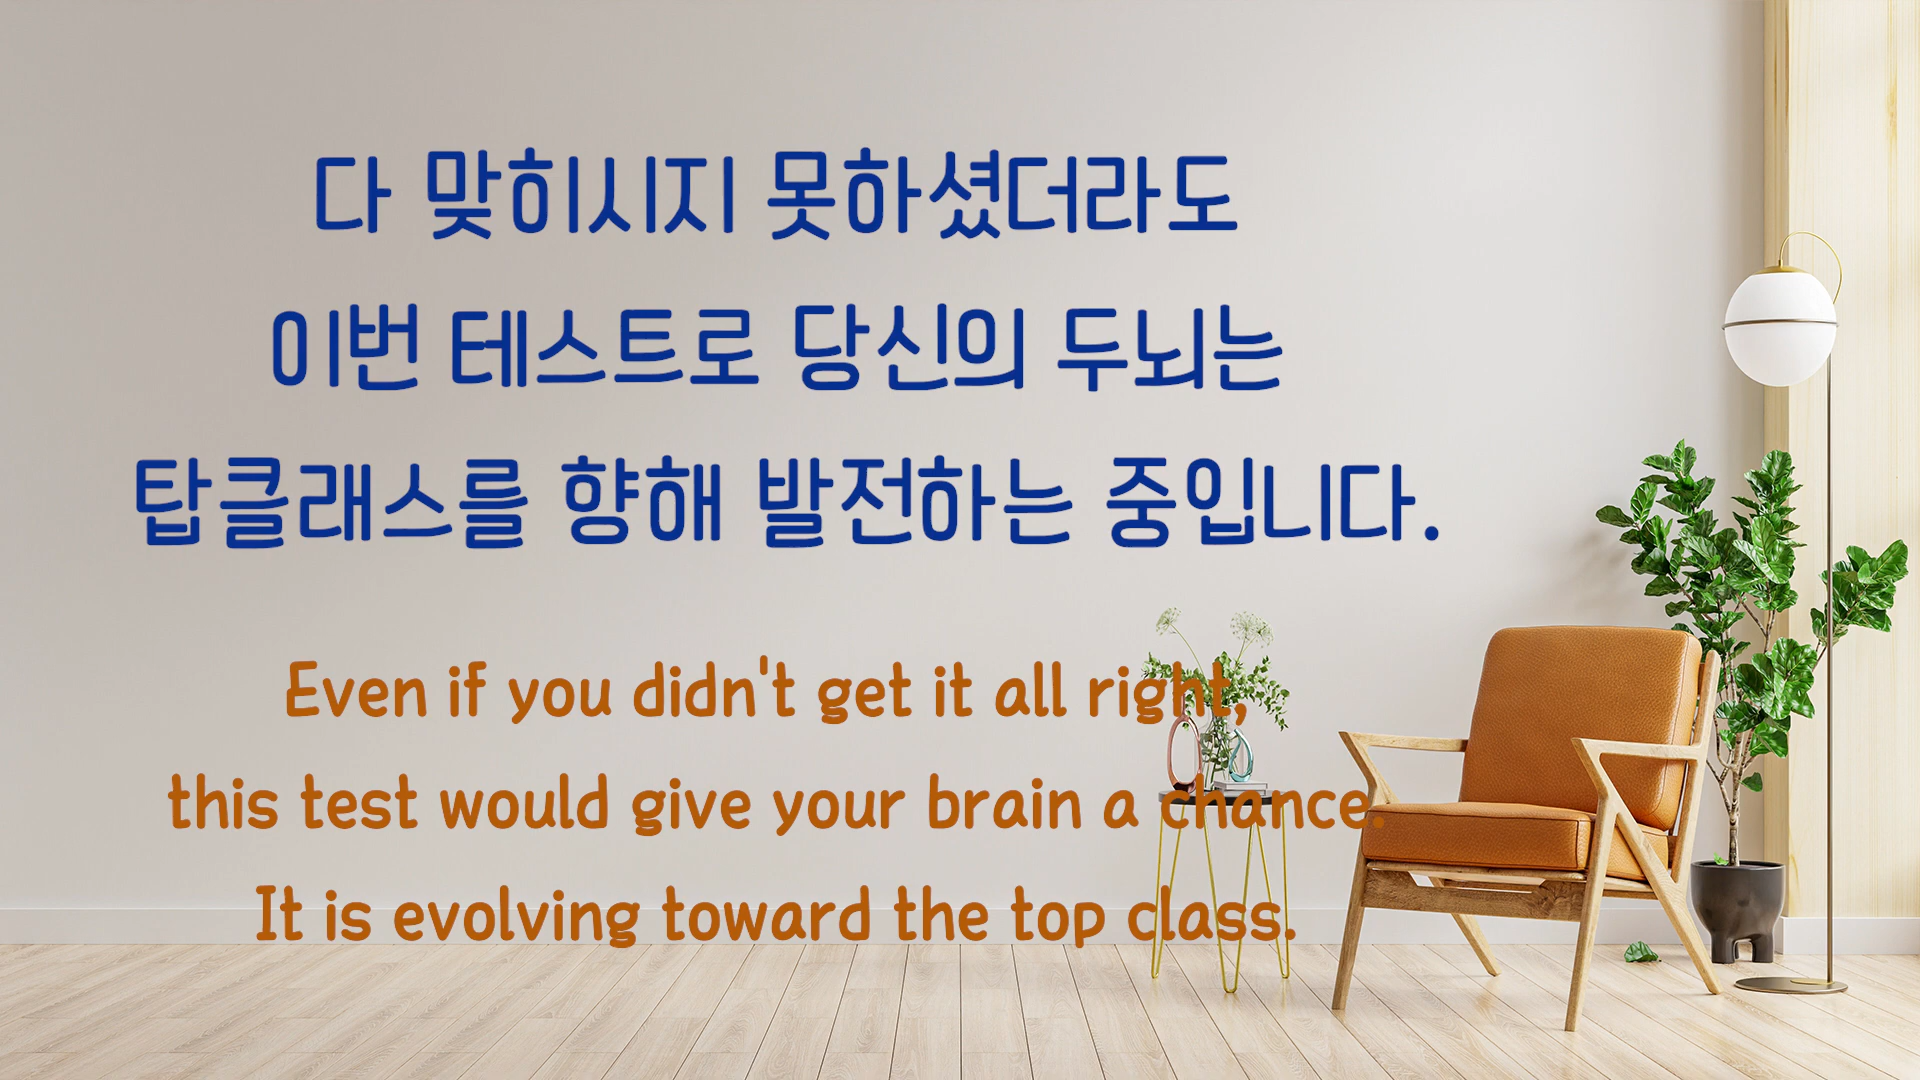 다 맞히시지 못하셨더라도
이번 테스트로 당신의 두뇌는
탑클래스를 향해 발전하는 중입니다.
Even if you didn't get it all right,
this test would give your brain a chance.
It is evolving toward the top class.